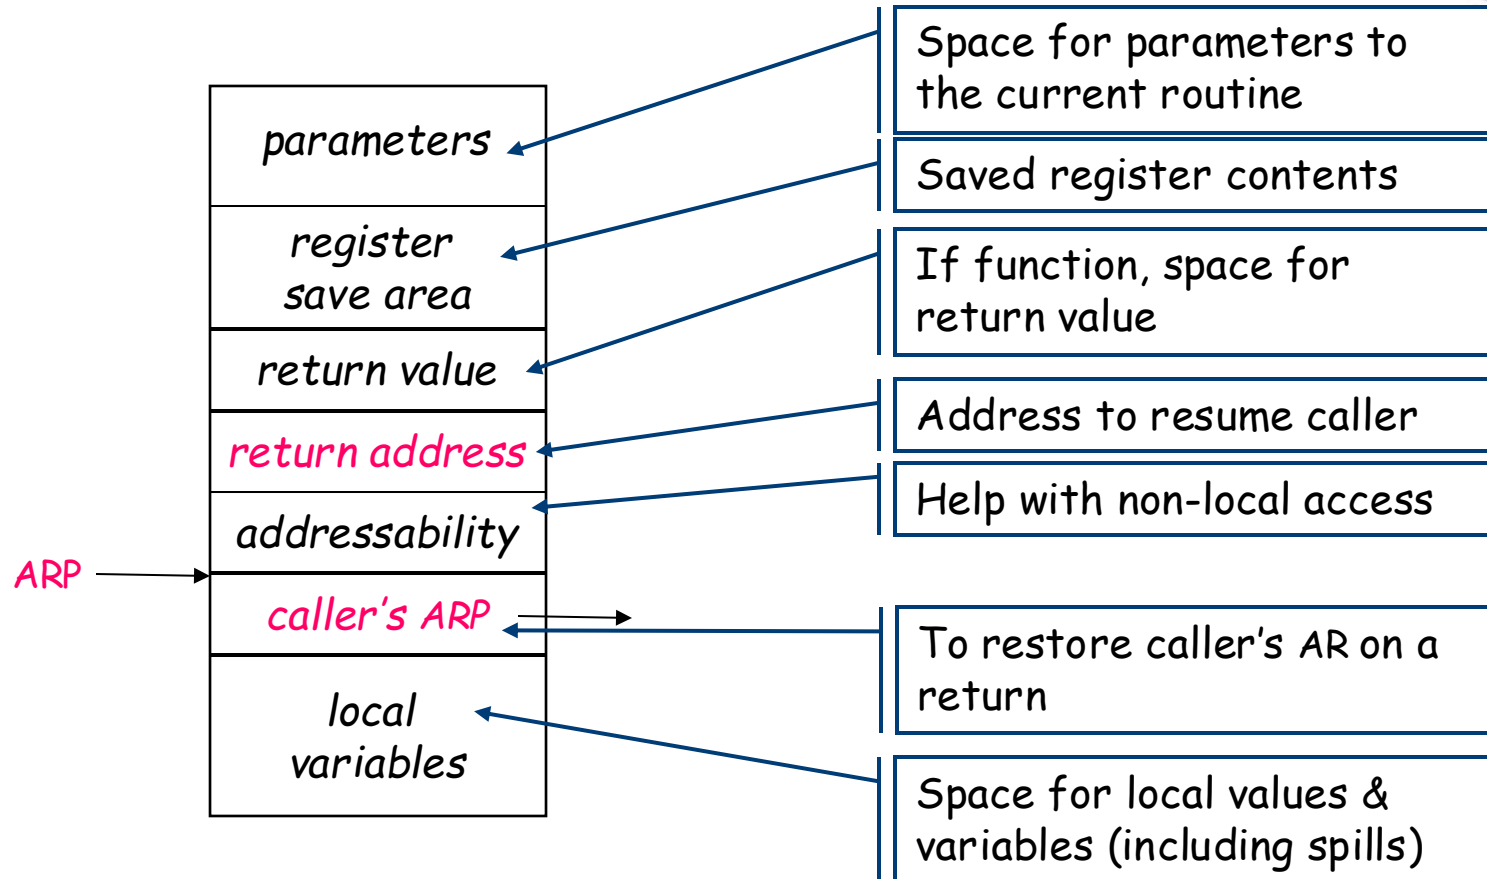 Space for parameters to
the current routine
parameters
Saved register contents
register
save area
If function, space for
return value
return value
Address to resume caller
return address
Help with non-local access
addressability
ARP
caller's ARP
To restore caller's AR on a
return
local
variables
Space for local values &
variables (including spills)